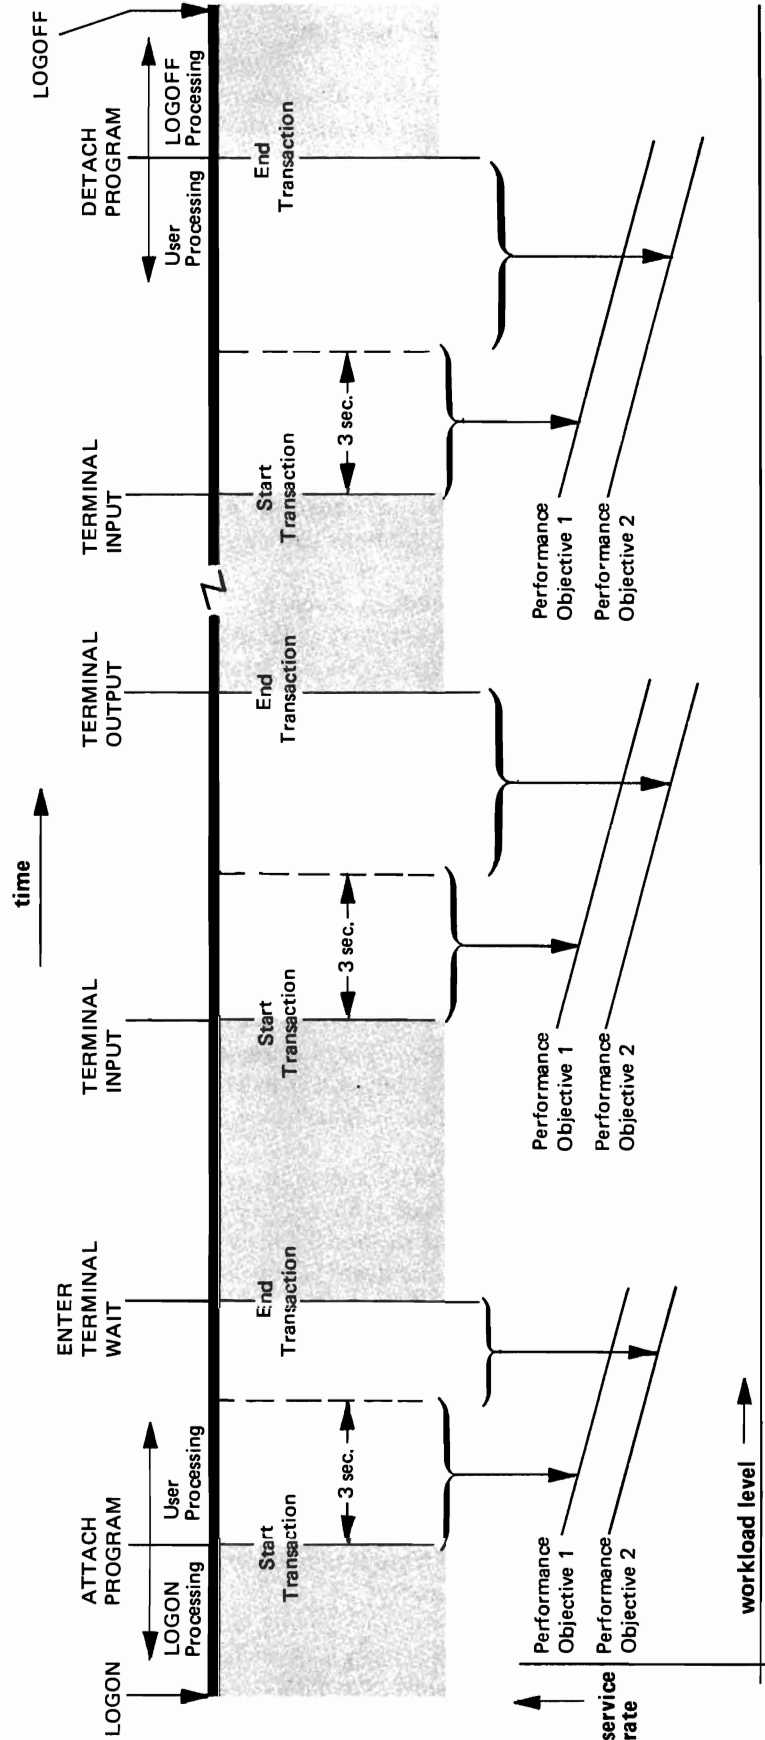 time
LOGON
ATTACH
PROGRAM
ENTER
TERMINAL
WAIT
TERMINAL
INPUT
TERMINAL
OUTPUT
TERMINAL
INPUT
DETACH
PROGRAM
LOGOFF
LOGON
Processing
User
Processing
User
Processing
LOGOFF
Processing
Start
Transaction
End
Transaction
Start
Transaction
End
Transaction
Start
Transaction
End
Transaction
3 sec.
3 sec.
3 sec.
Performance
Objective 1
Performance
Objective 2
Performance
Objective 1
Performance
Objective 2
Performance
Objective 1
Performance
Objective 2
service
rate
workload level